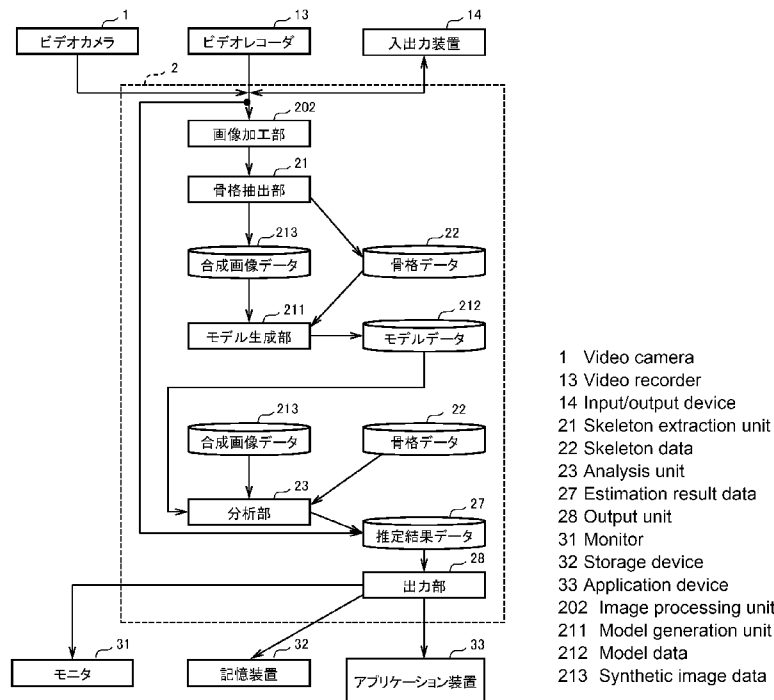 1
ビデオカメラ
13
ビデオレコーダ
14
入出力装置
2
202
画像加工部
21
骨格抽出部
213
合成画像データ
22
骨格データ
211
モデル生成部
212
モデルデータ
213
合成画像データ
22
骨格データ
23
分析部
27
推定結果データ
28
出力部
31
モニタ
32
記憶装置
33
アプリケーション装置
1 Video camera
13 Video recorder
14 Input/output device
21 Skeleton extraction unit
22 Skeleton data
23 Analysis unit
27 Estimation result data
28 Output unit
31 Monitor
32 Storage device
33 Application device
202 Image processing unit
211 Model generation unit
212 Model data
213 Synthetic image data